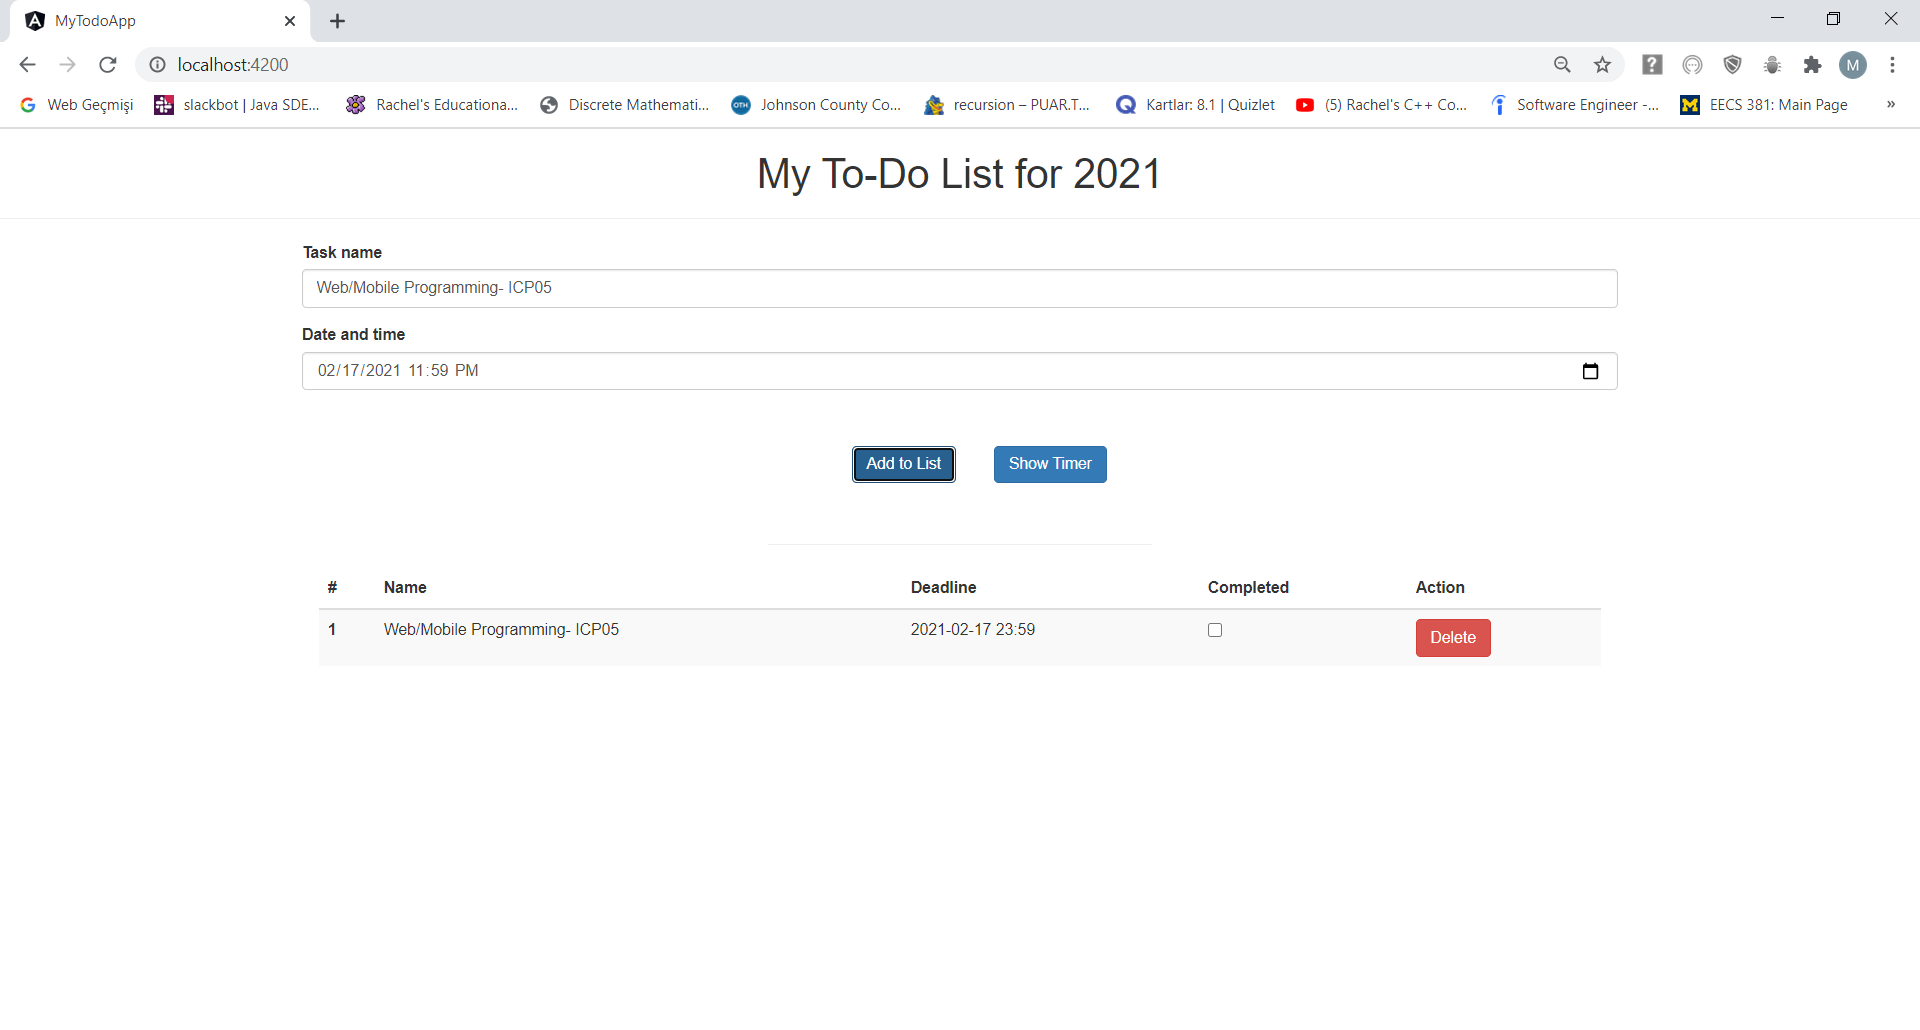 MyTodoApp
localhost:4200
Web Geçmişi slackbot | Java SDE... Rachel's Educationa... Discrete Mathemati... Johnson County Co... recursion – PUAR.T... Kartlar: 8.1 | Quizlet (5) Rachel's C++ Co... Software Engineer -... EECS 381: Main Page »
My To-Do List for 2021
Task name
Web/Mobile Programming- ICP05
Date and time
02/17/2021 11:59 PM
Add to List Show Timer
# Name Deadline Completed Action
1 Web/Mobile Programming- ICP05 2021-02-17 23:59 Delete